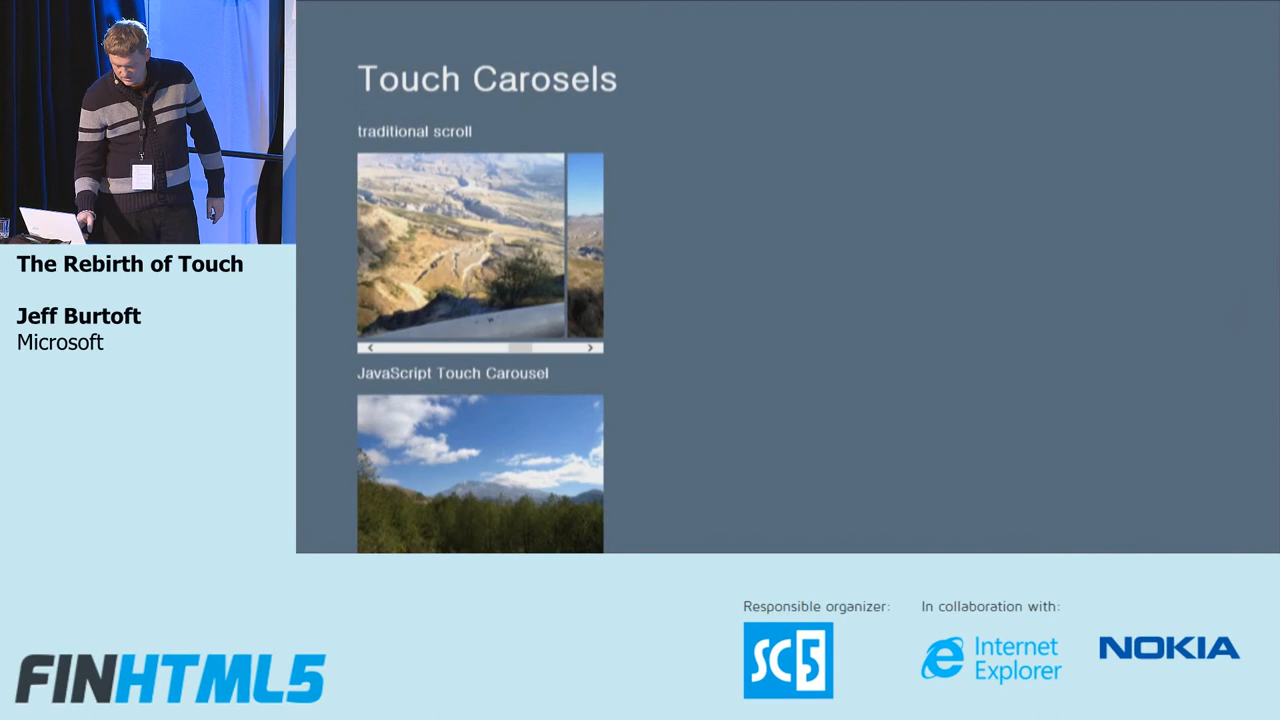 Touch Carosels
traditional scroll
JavaScript Touch Carousel
The Rebirth of Touch
Jeff Burtoft
Microsoft
Responsible organizer:
In collaboration with:
SC5
Internet
Explorer
NOKIA
FINHTML5